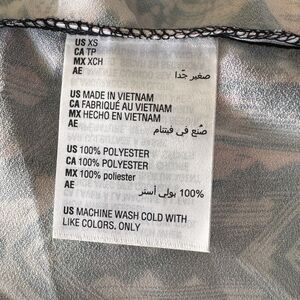 US XS
CA TP
MX XCH
AE
صغير جدًا
US MADE IN VIETNAM
CA FABRIQUÉ AU VIETNAM
MX HECHO EN VIETNAM
AE
صُنع في فيتنام
US 100% POLYESTER
CA 100% POLYESTER
MX 100% poliester
AE
100% بولي أستر
US MACHINE WASH COLD WITH
LIKE COLORS. ONLY